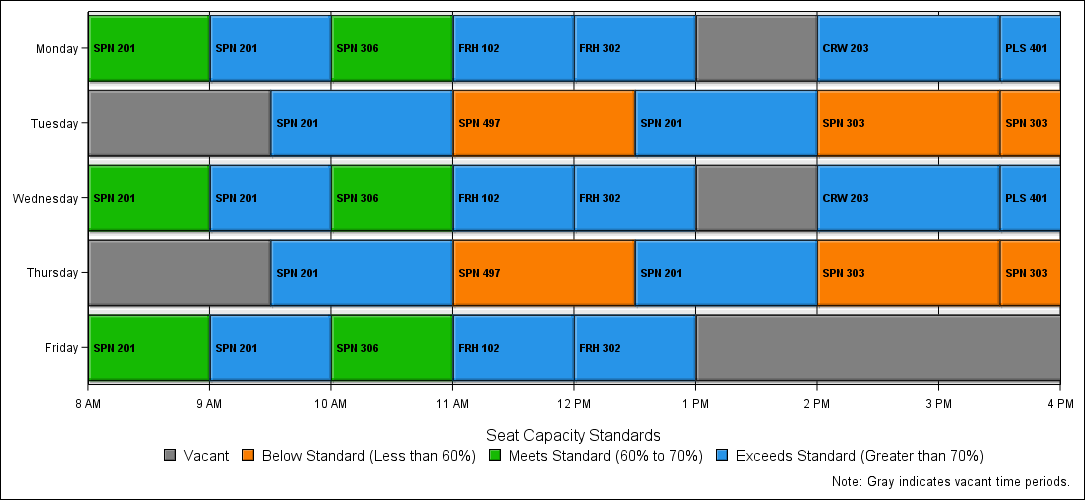 Monday SPN 201 SPN 201 SPN 306 FRH 102 FRH 302 CRW 203 PLS 401
Tuesday SPN 201 SPN 497 SPN 201 SPN 303 SPN 303
Wednesday SPN 201 SPN 201 SPN 306 FRH 102 FRH 302 CRW 203 PLS 401
Thursday SPN 201 SPN 497 SPN 201 SPN 303 SPN 303
Friday SPN 201 SPN 201 SPN 306 FRH 102 FRH 302
8 AM 9 AM 10 AM 11 AM 12 PM 1 PM 2 PM 3 PM 4 PM
Seat Capacity Standards
Vacant Below Standard (Less than 60%) Meets Standard (60% to 70%) Exceeds Standard (Greater than 70%)
Note: Gray indicates vacant time periods.